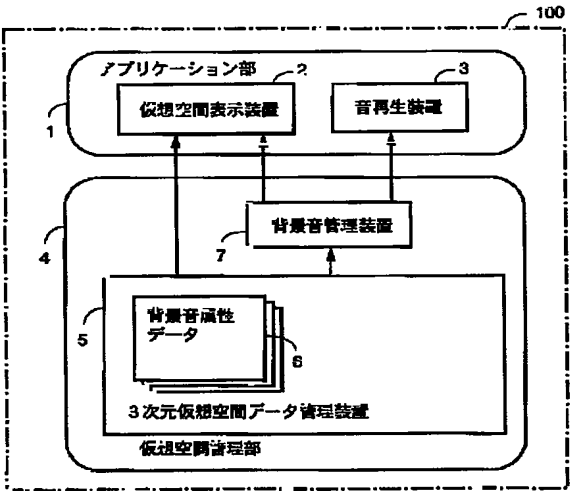 100
アプリケーション部
2
3
仮想空間表示装置
音再生装置
1
背景音管理装置
7
4
背景音属性
データ
5
6
3次元仮想空間データ管理装置
仮想空間管理部